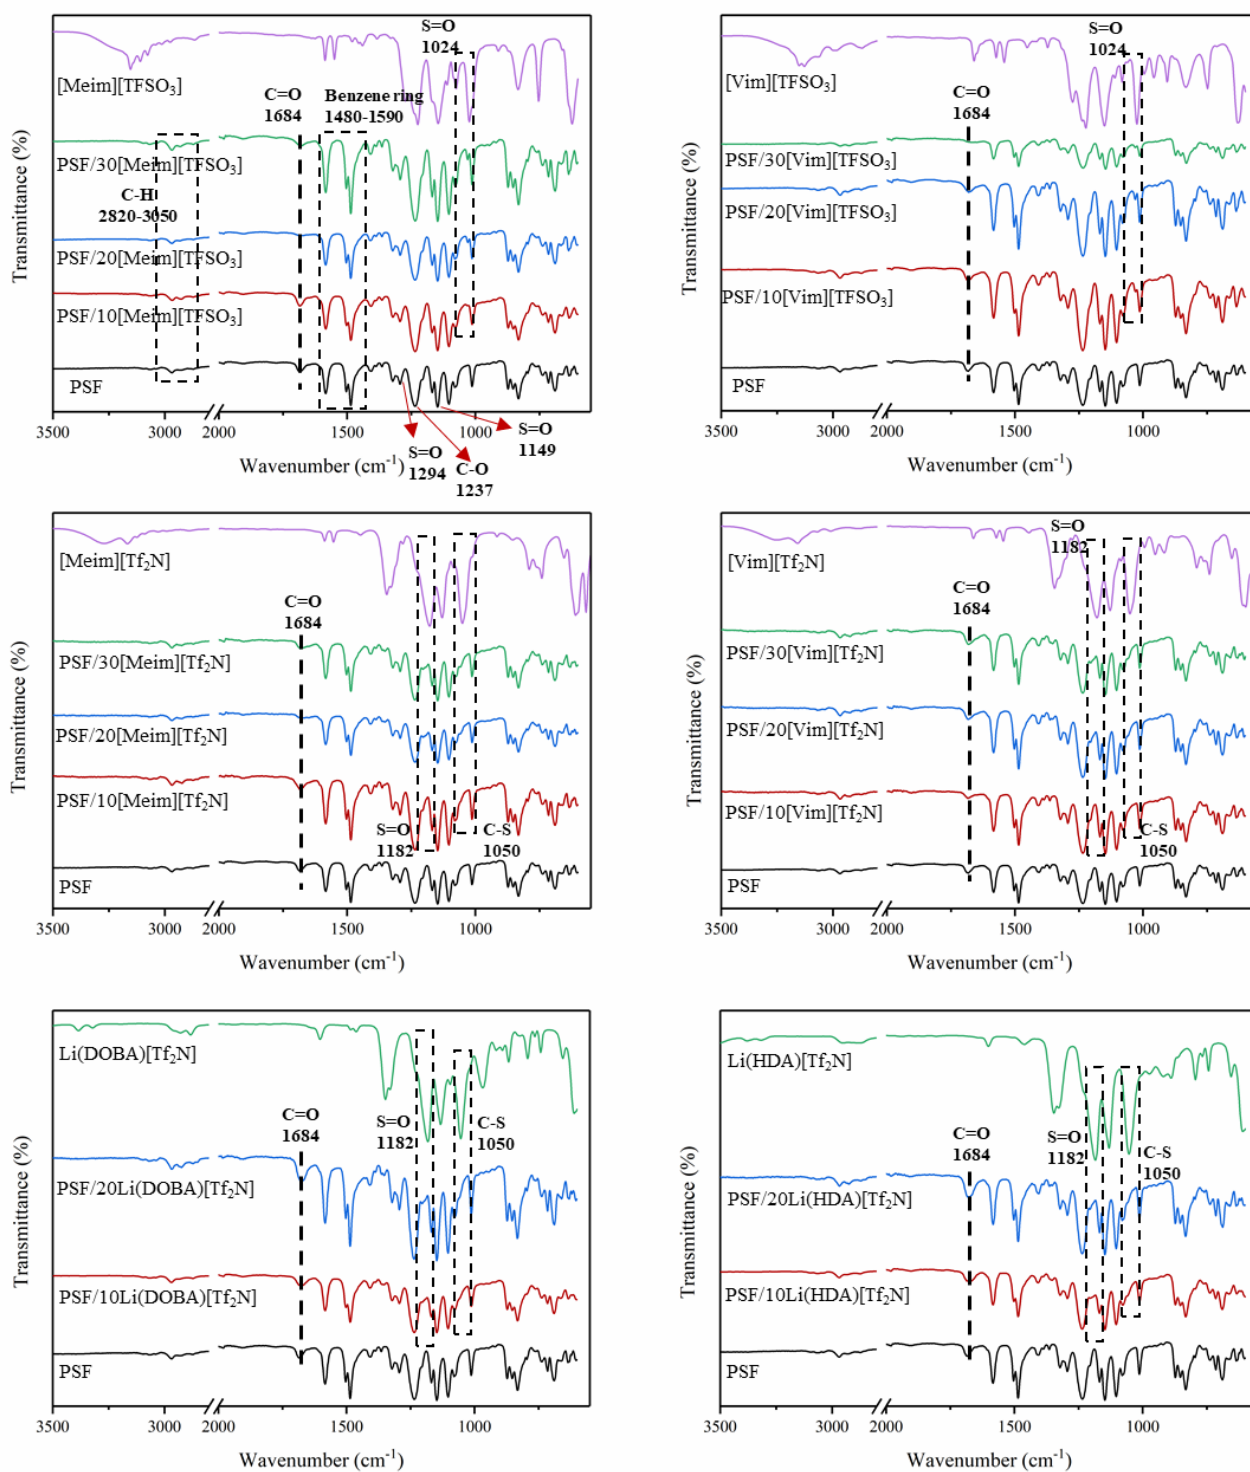 S=O
1024
[Meim][TFSO₃]
C=O
1684
Benzene ring
1480-1590
PSF/30[Meim][TFSO₃]
C-H
2820-3050
PSF/20[Meim][TFSO₃]
PSF/10[Meim][TFSO₃]
PSF
Transmittance (%)
3500 3000 2000 1500 1000
Wavenumber (cm⁻¹)
S=O
1294
C-O
1237
S=O
1149
S=O
1024
[Vim][TFSO₃]
C=O
1684
PSF/30[Vim][TFSO₃]
PSF/20[Vim][TFSO₃]
PSF/10[Vim][TFSO₃]
PSF
Transmittance (%)
3500 3000 2000 1500 1000
Wavenumber (cm⁻¹)
[Meim][Tf₂N]
C=O
1684
PSF/30[Meim][Tf₂N]
PSF/20[Meim][Tf₂N]
PSF/10[Meim][Tf₂N]
S=O
1182
C-S
1050
PSF
Transmittance (%)
3500 3000 2000 1500 1000
Wavenumber (cm⁻¹)
S=O
1182
[Vim][Tf₂N]
C=O
1684
PSF/30[Vim][Tf₂N]
PSF/20[Vim][Tf₂N]
PSF/10[Vim][Tf₂N]
C-S
1050
PSF
Transmittance (%)
3500 3000 2000 1500 1000
Wavenumber (cm⁻¹)
Li(DOBA)[Tf₂N]
C=O
1684
S=O
1182
C-S
1050
PSF/20Li(DOBA)[Tf₂N]
PSF/10Li(DOBA)[Tf₂N]
PSF
Transmittance (%)
3500 3000 2000 1500 1000
Wavenumber (cm⁻¹)
Li(HDA)[Tf₂N]
C=O
1684
S=O
1182
C-S
1050
PSF/20Li(HDA)[Tf₂N]
PSF/10Li(HDA)[Tf₂N]
PSF
Transmittance (%)
3500 3000 2000 1500 1000
Wavenumber (cm⁻¹)